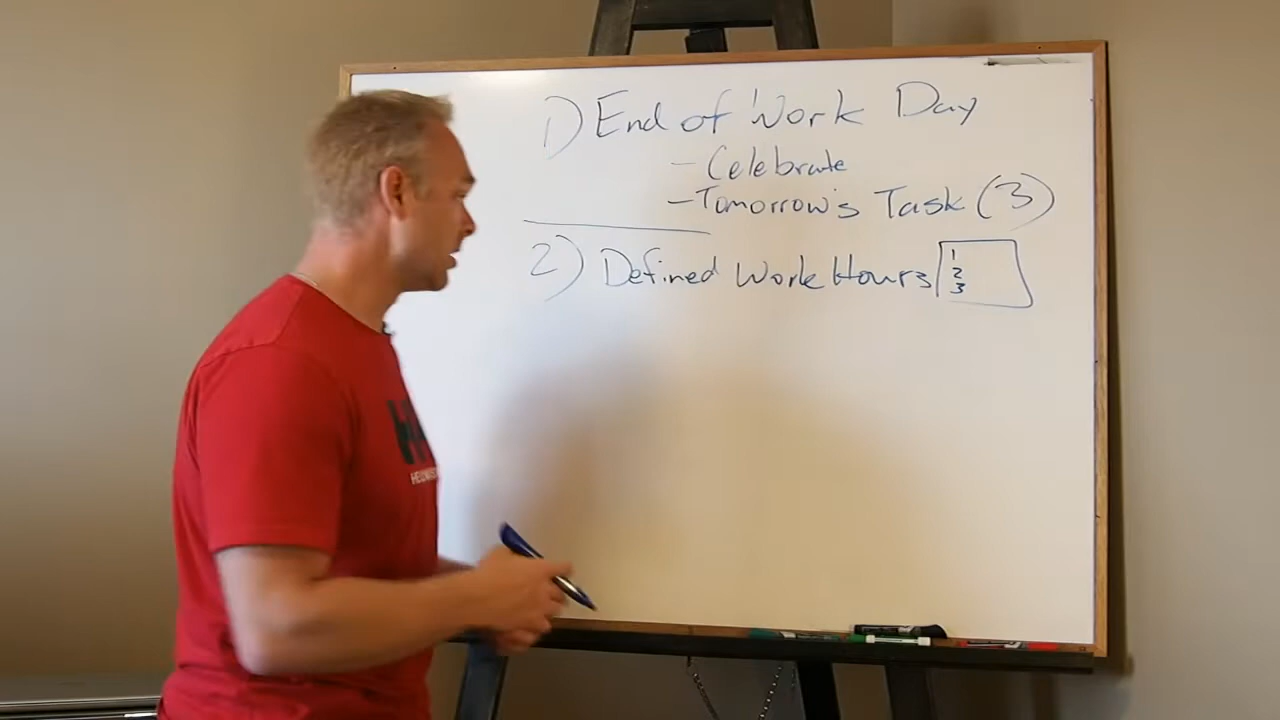 1) End of Work Day
- Celebrate
- Tomorrow's Task (3)
2) Defined Work Hours
1
2
3